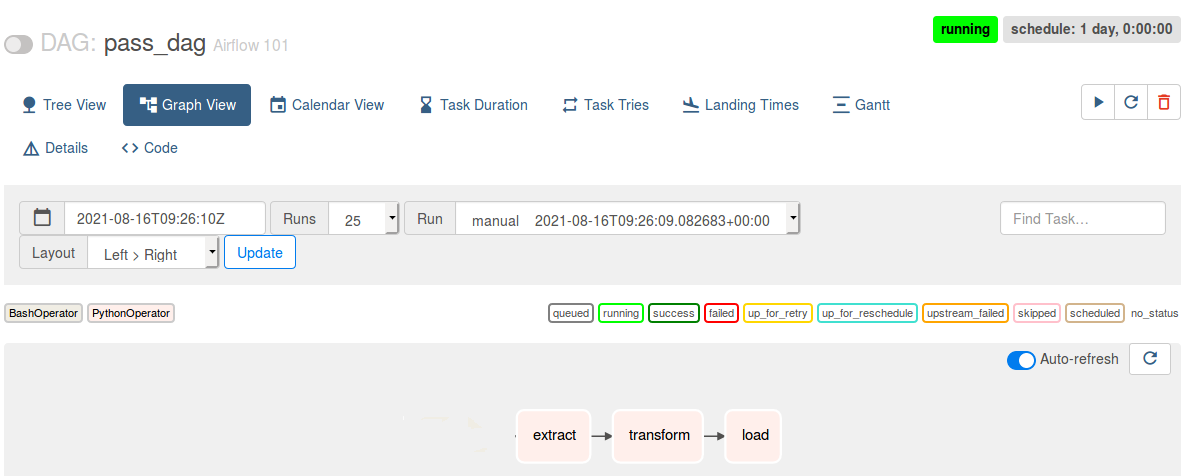 DAG: pass_dag Airflow 101
running schedule: 1 day, 0:00:00
Tree View Graph View Calendar View Task Duration Task Tries Landing Times Gantt
Details Code
2021-08-16T09:26:10Z Runs 25 Run manual 2021-08-16T09:26:09.082683+00:00 Find Task…
Layout Left > Right Update
BashOperator PythonOperator queued running success failed up_for_retry up_for_reschedule upstream_failed skipped scheduled no_status
Auto-refresh
extract transform load